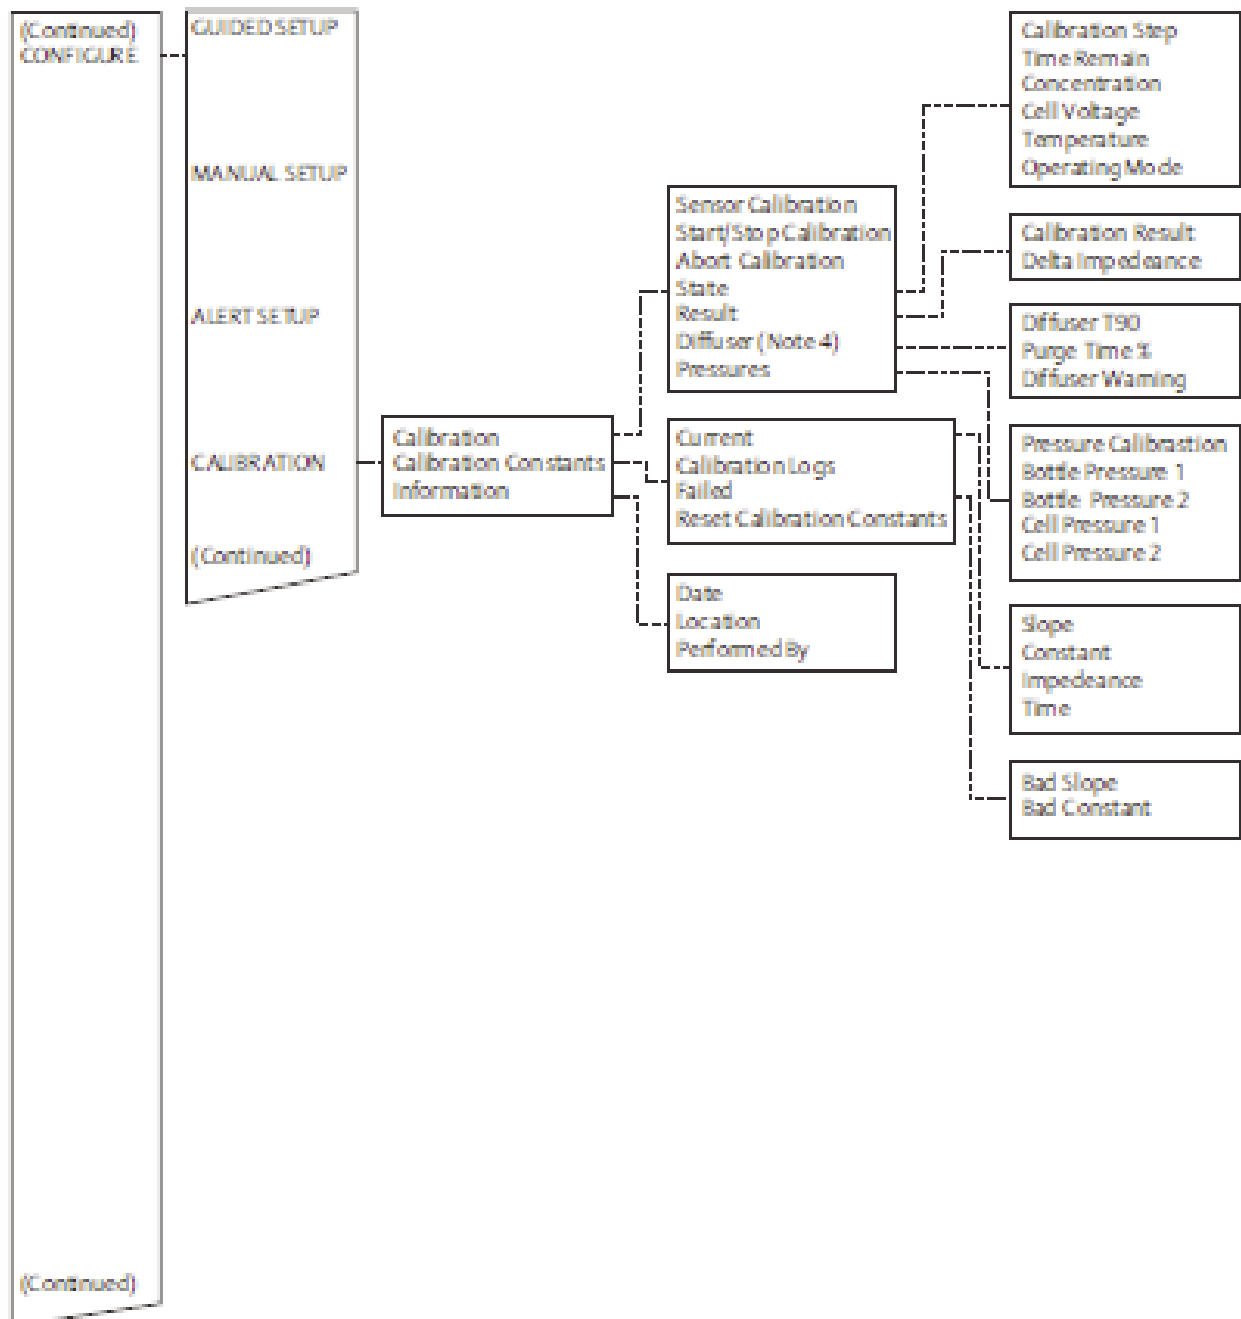 (Continued)
CONFIGURE
(Continued)
GUIDED SETUP
MANUAL SETUP
ALERT SETUP
CALIBRATION
(Continued)
Calibration
Calibration Constants
Information
Sensor Calibration
Start/Stop Calibration
Abort Calibration
State
Result
Diffuser (Note 4)
Pressures
Current
Calibration Logs
Failed
Reset Calibration Constants
Date
Location
Performed By
Calibration Step
Time Remain
Concentration
Cell Voltage
Temperature
Operating Mode
Calibration Result
Delta Impedeance
Diffuser T90
Purge Time %
Diffuser Warning
Pressure Calibrastion
Bottle Pressure 1
Bottle Pressure 2
Cell Pressure 1
Cell Pressure 2
Slope
Constant
Impedeance
Time
Bad Slope
Bad Constant